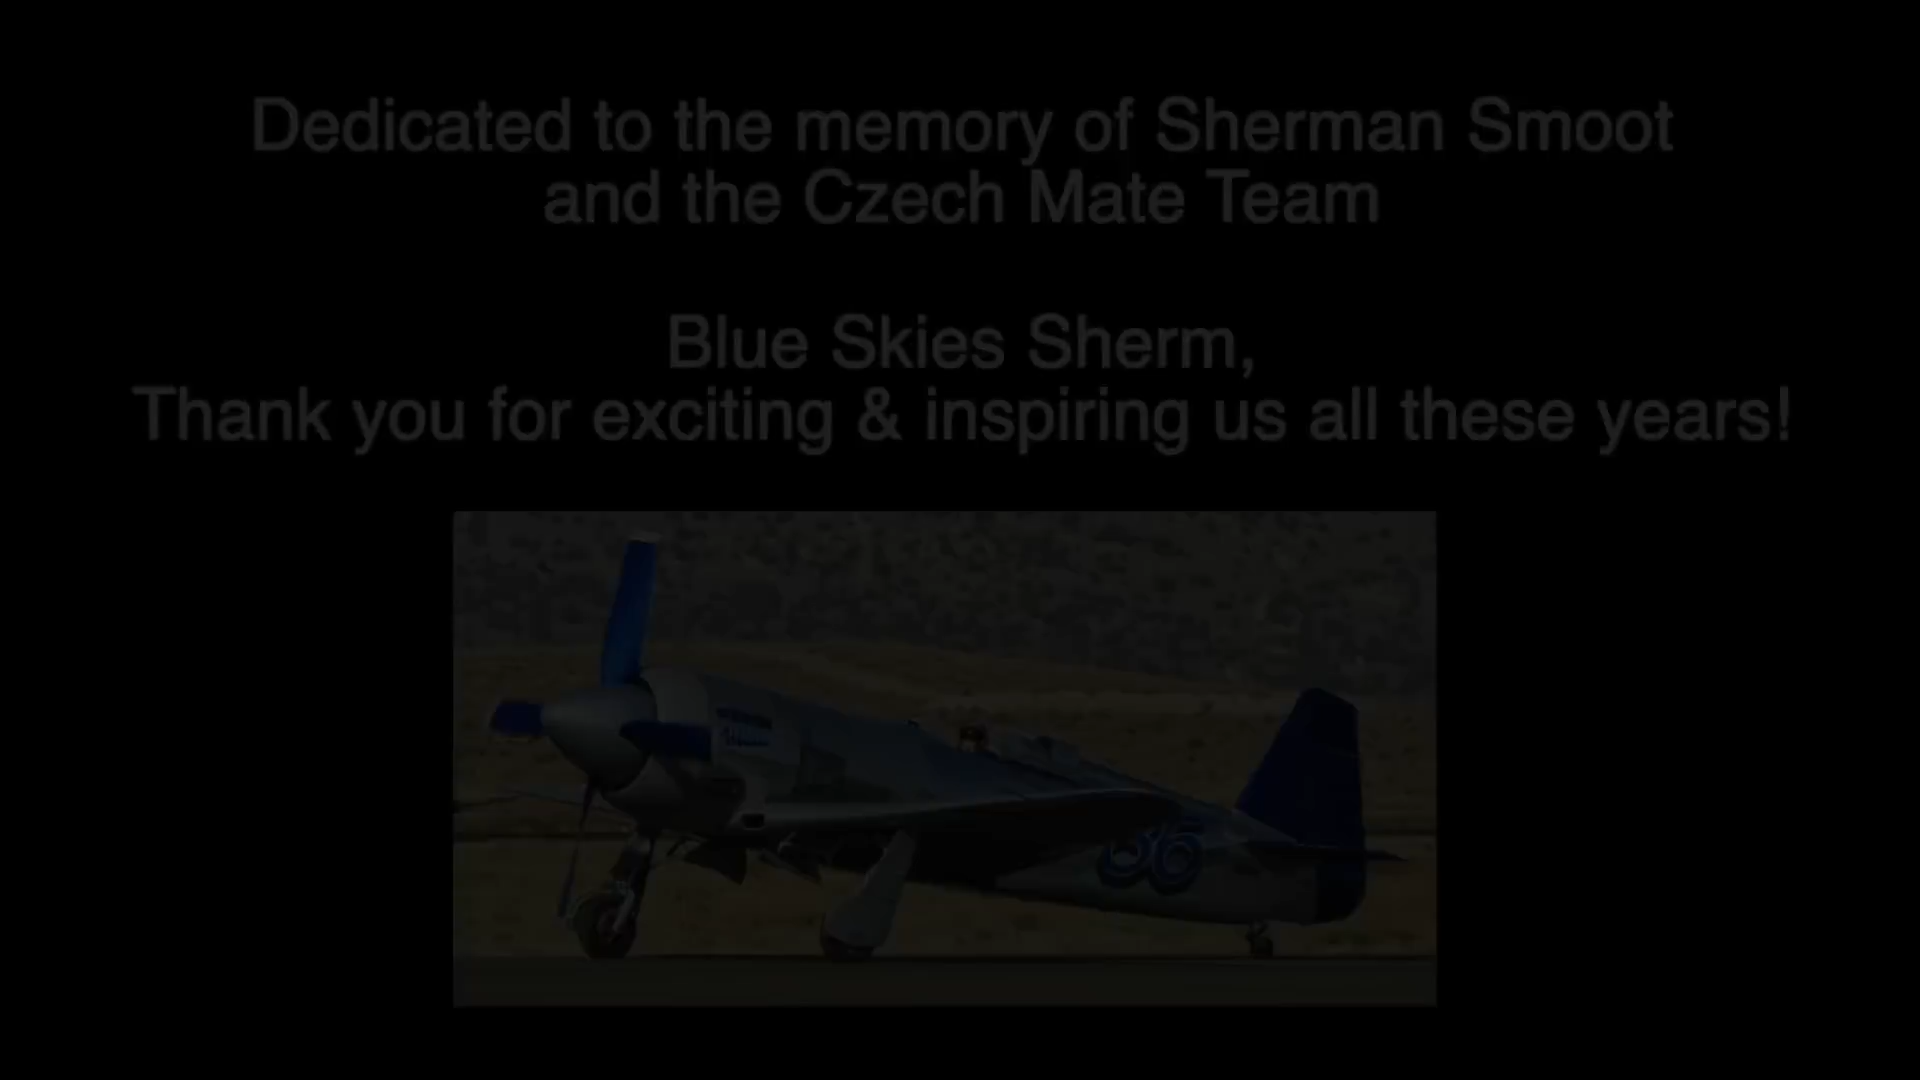 Dedicated to the memory of Sherman Smoot
and the Czech Mate Team
Blue Skies Sherm,
Thank you for exciting & inspiring us all these years!
86